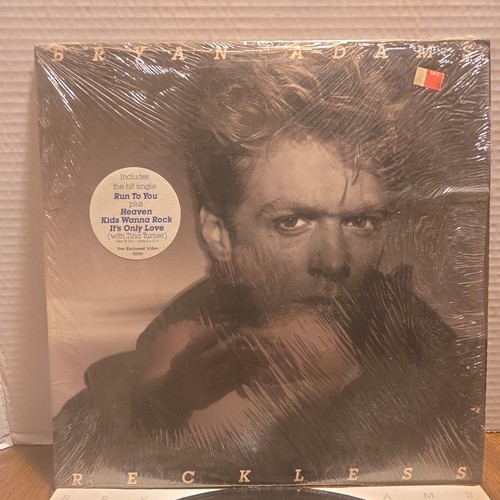 BRYAN ADAMS
includes
the hit single
Run To You
plus
Heaven
Kids Wanna Rock
It's Only Love
(with Tina Turner)
RECKLESS